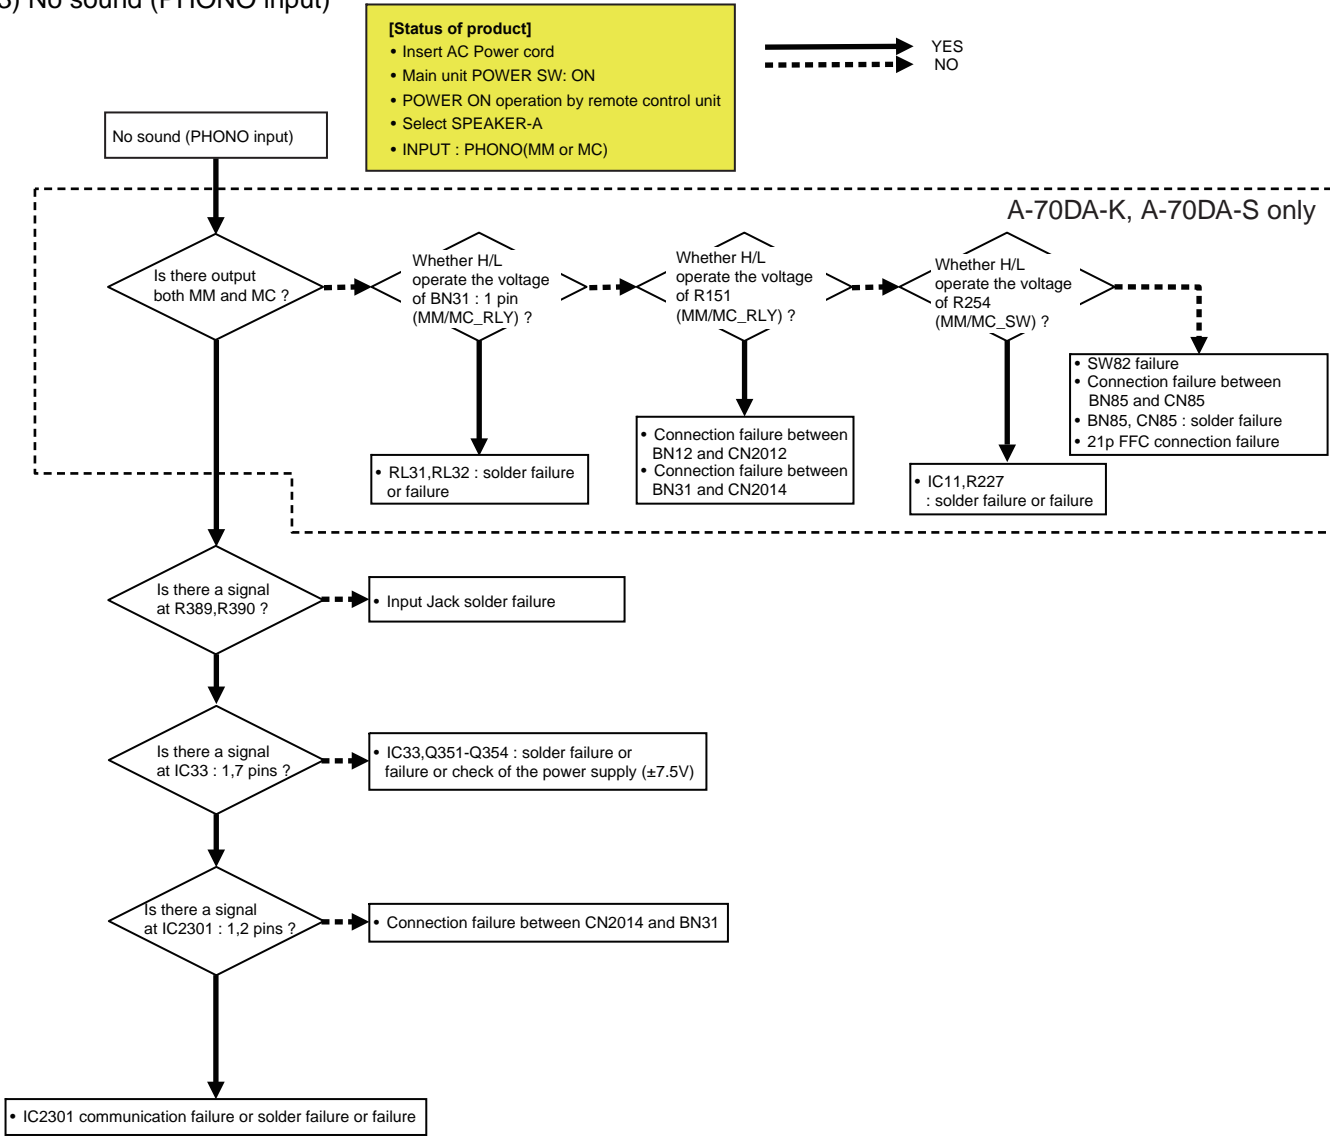 3) No sound (PHONO input)
[Status of product]
• Insert AC Power cord
• Main unit POWER SW: ON
• POWER ON operation by remote control unit
• Select SPEAKER-A
• INPUT : PHONO(MM or MC)
YES
NO
No sound (PHONO input)
A-70DA-K, A-70DA-S only
Is there output
both MM and MC ?
Whether H/L
operate the voltage
of BN31 : 1 pin
(MM/MC_RLY) ?
Whether H/L
operate the voltage
of R151
(MM/MC_RLY) ?
Whether H/L
operate the voltage
of R254
(MM/MC_SW) ?
• SW82 failure
• Connection failure between
BN85 and CN85
• BN85, CN85 : solder failure
• 21p FFC connection failure
• RL31,RL32 : solder failure
or failure
• Connection failure between
BN12 and CN2012
• Connection failure between
BN31 and CN2014
• IC11,R227
: solder failure or failure
Is there a signal
at R389,R390 ?
• Input Jack solder failure
Is there a signal
at IC33 : 1,7 pins ?
• IC33,Q351-Q354 : solder failure or
failure or check of the power supply (±7.5V)
Is there a signal
at IC2301 : 1,2 pins ?
• Connection failure between CN2014 and BN31
• IC2301 communication failure or solder failure or failure